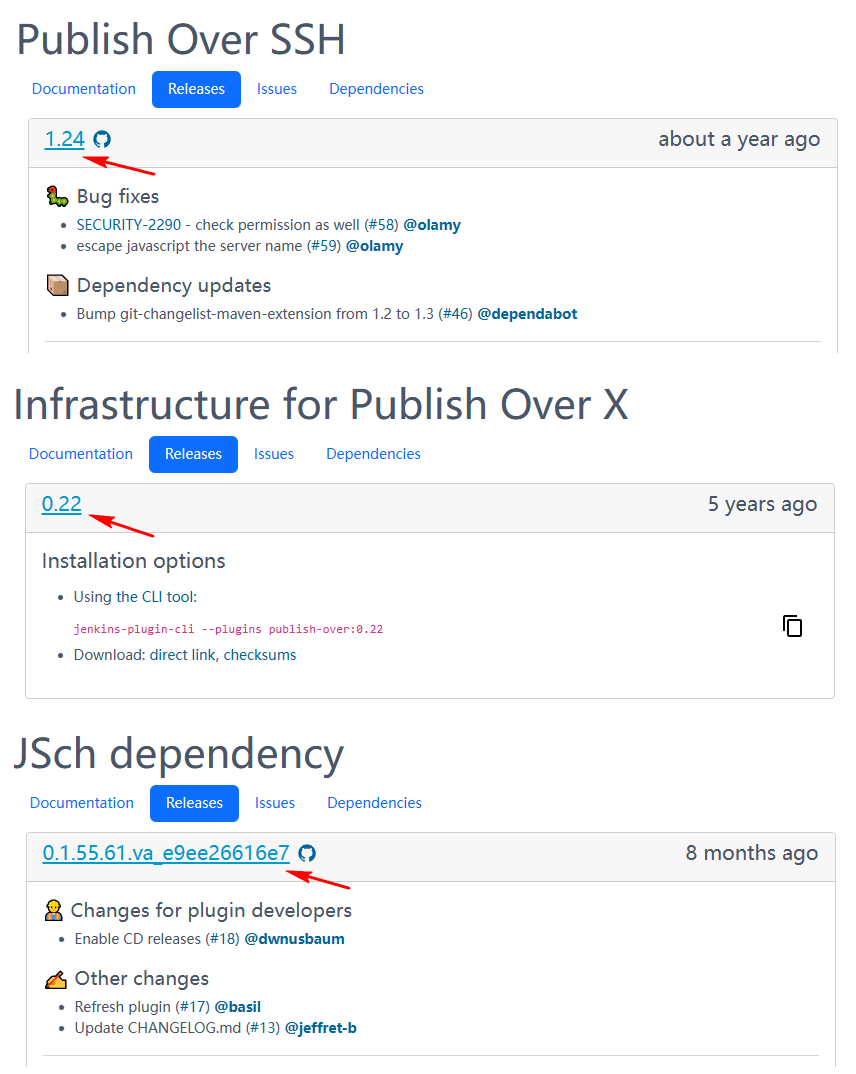 Publish Over SSH
Documentation Releases Issues Dependencies
1.24 about a year ago
Bug fixes
SECURITY-2290 - check permission as well (#58) @olamy
escape javascript the server name (#59) @olamy
Dependency updates
Bump git-changelist-maven-extension from 1.2 to 1.3 (#46) @dependabot
Infrastructure for Publish Over X
Documentation Releases Issues Dependencies
0.22 5 years ago
Installation options
Using the CLI tool:
jenkins-plugin-cli --plugins publish-over:0.22
Download: direct link, checksums
JSch dependency
Documentation Releases Issues Dependencies
0.1.55.61.va_e9ee26616e7 8 months ago
Changes for plugin developers
Enable CD releases (#18) @dwnusbaum
Other changes
Refresh plugin (#17) @basil
Update CHANGELOG.md (#13) @jeffret-b